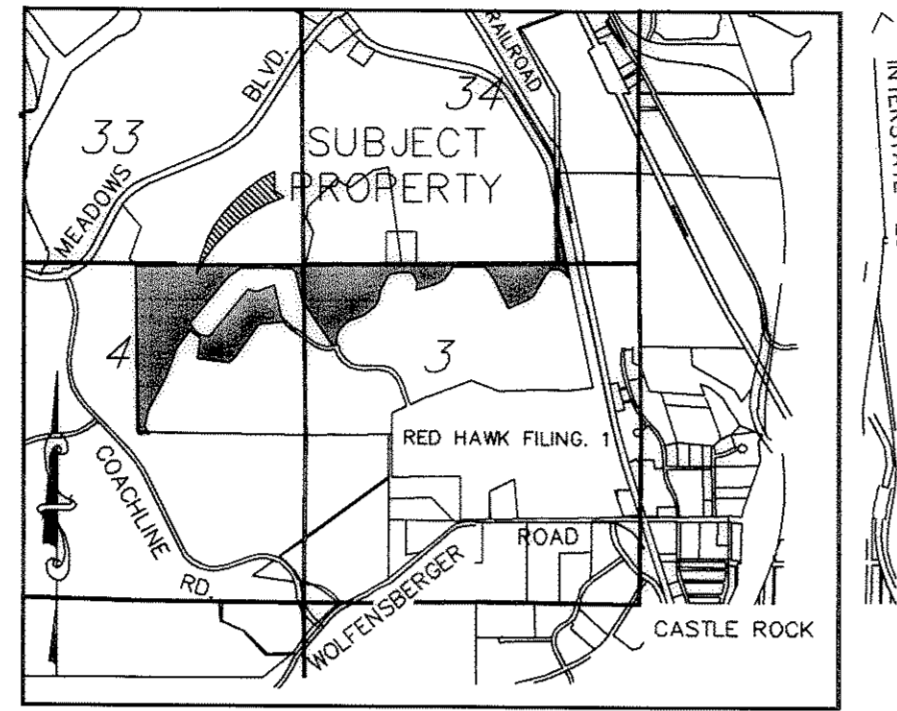 RAILROAD
INTERSTATE
34
33
MEADOWS BLVD.
SUBJECT
PROPERTY
4
3
RED HAWK FILING. 1
COACHLINE RD.
WOLFENSBERGER ROAD
CASTLE ROCK